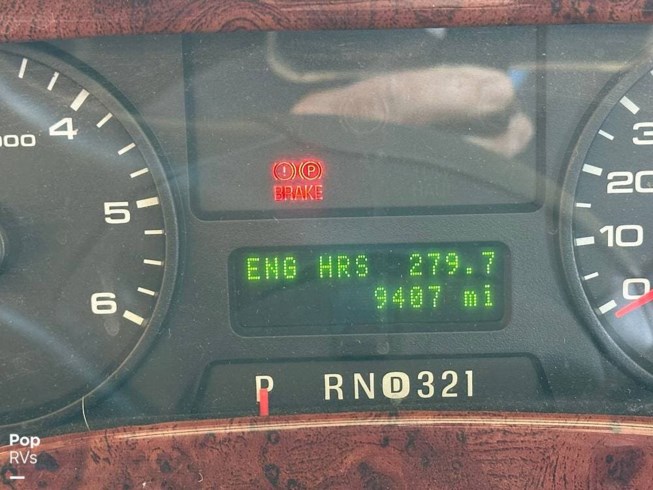 000
4
5
6
BRAKE
ENG HRS 279.7
9407 mi
P RND321
3
20
10
0
Pop
RVs